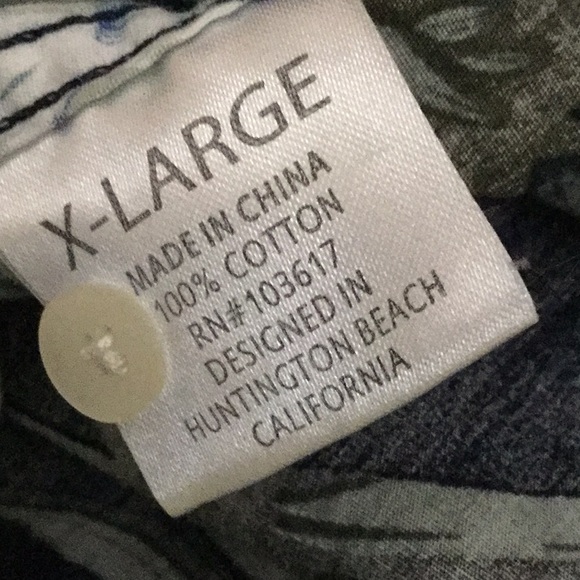 X-LARGE
MADE IN CHINA
100% COTTON
RN#103617
DESIGNED IN
HUNTINGTON BEACH
CALIFORNIA